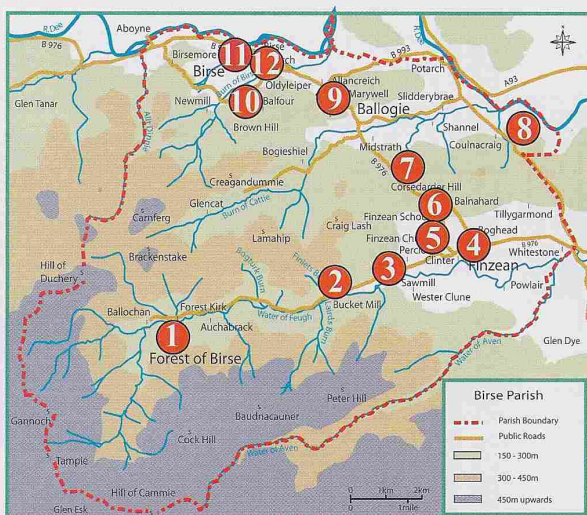 Aboyne
R.Dee
R.Dee
B 976
Birsemore
Birse
11
12
B 993
Potarch
A93
Glen Tanar
Burn of Birse
Oldyleiper
Allancreich
Marywell
Slidderybrae
Newmill
10
Balfour
9
Ballogie
Brown Hill
Shannel
8
Coulnacraig
Midstrath
Bogieshiel
B 976
7
Creagandummie
Corsedarder Hill
Glencat
Burn of Cattie
6
Balnahard
Carnferg
Craig Lash
Finzean School
Tillygarmond
Lamahip
Finzean
5
Roghead
Brackenstake
4
B 976
Hill of
Duchery
Clinter
Finzean
Whitestone
2
3
Sawmill
Powlair
Forest Kirk
Bucket Mill
Wester Clune
Ballochan
Water of Feugh
1
Auchabrack
Forest of Birse
Glen Dye
Water of Aven
Gannoch
Peter Hill
Baudnacauner
Cock Hill
Tample
Water of Aven
Hill of Cammie
Glen Esk
0 1km 2km
1mile
Birse Parish
Parish Boundary
Public Roads
150 - 300m
300 - 450m
450m upwards